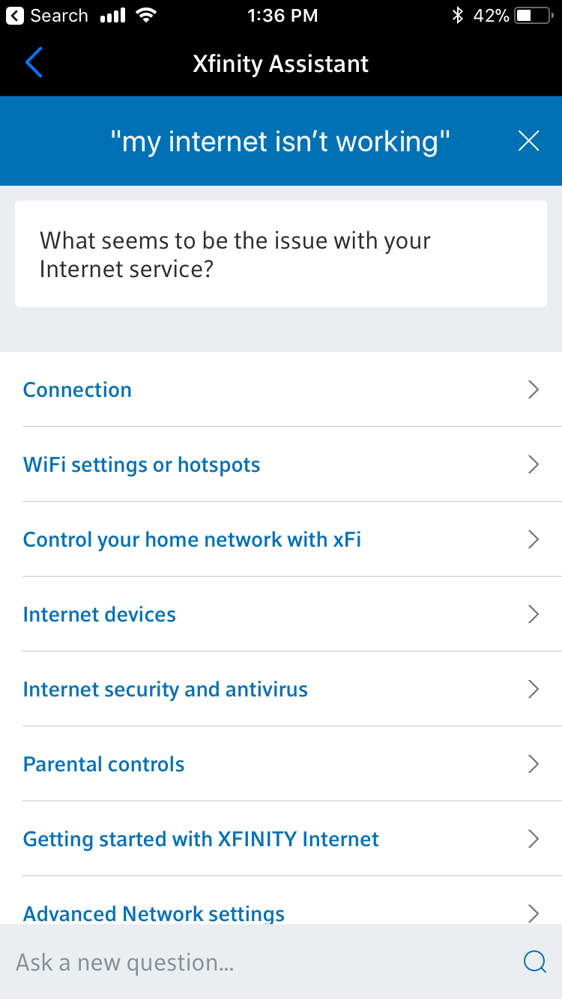 Search 1:36 PM 42%
Xfinity Assistant
"my internet isn’t working"
What seems to be the issue with your
Internet service?
Connection
WiFi settings or hotspots
Control your home network with xFi
Internet devices
Internet security and antivirus
Parental controls
Getting started with XFINITY Internet
Advanced Network settings
Ask a new question...